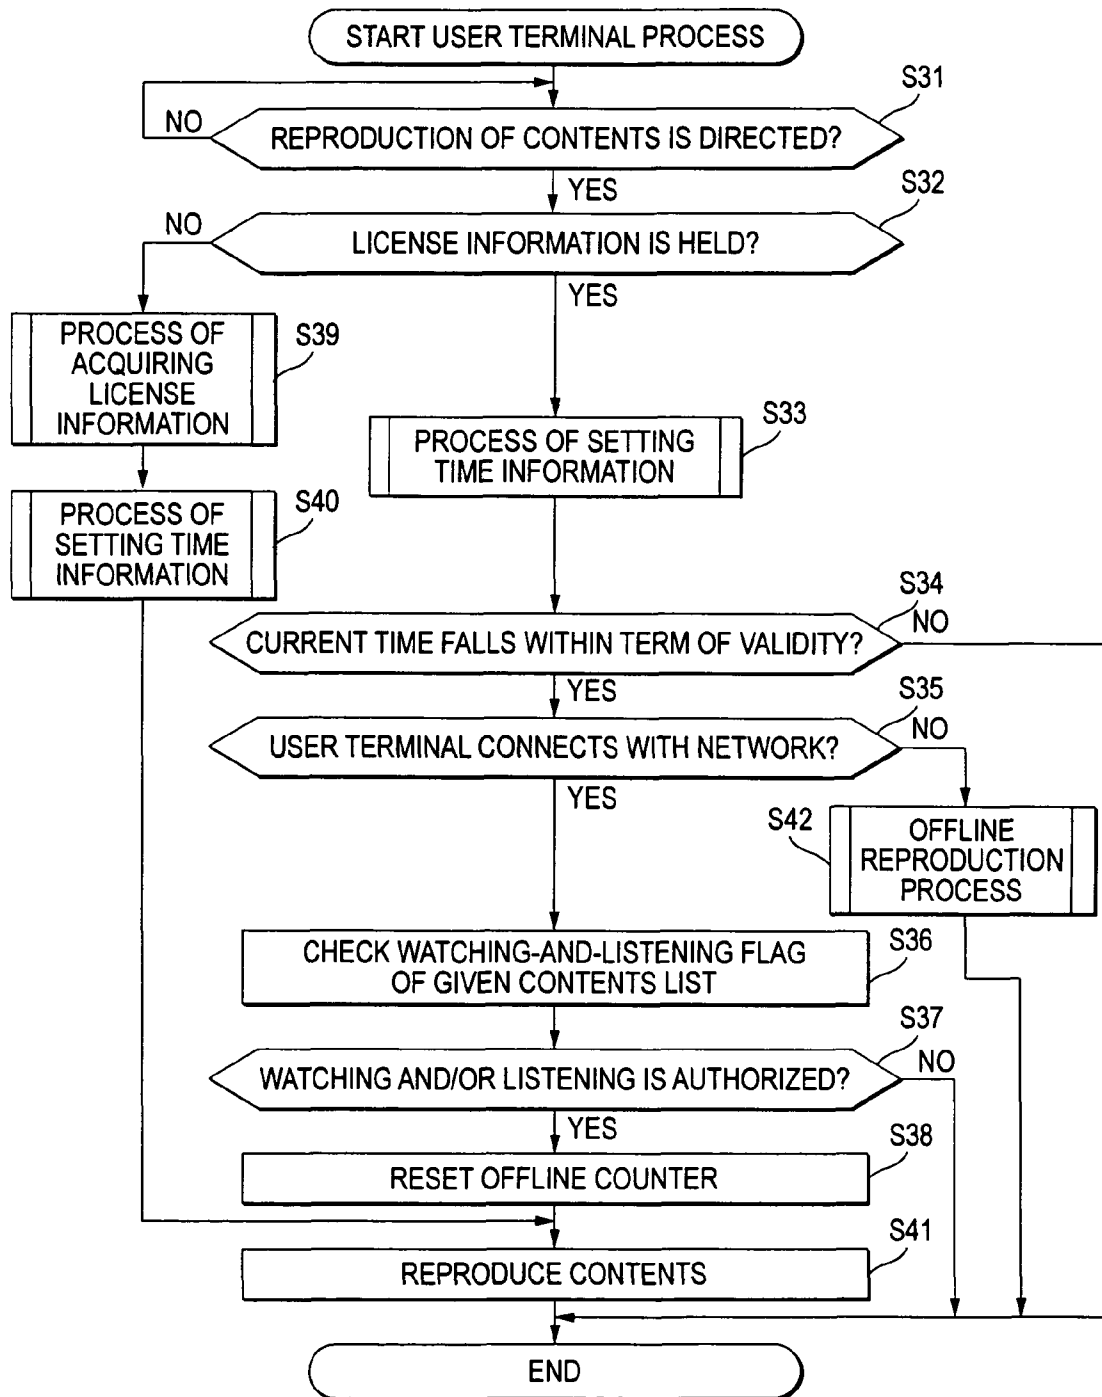 START USER TERMINAL PROCESS
S31
NO
REPRODUCTION OF CONTENTS IS DIRECTED?
YES
S32
NO
LICENSE INFORMATION IS HELD?
YES
PROCESS OF
ACQUIRING
LICENSE
INFORMATION
S39
S33
PROCESS OF SETTING
TIME INFORMATION
PROCESS OF
SETTING TIME
INFORMATION
S40
S34
NO
CURRENT TIME FALLS WITHIN TERM OF VALIDITY?
YES
S35
NO
USER TERMINAL CONNECTS WITH NETWORK?
YES
S42
OFFLINE
REPRODUCTION
PROCESS
S36
CHECK WATCHING-AND-LISTENING FLAG
OF GIVEN CONTENTS LIST
S37
NO
WATCHING AND/OR LISTENING IS AUTHORIZED?
YES
S38
RESET OFFLINE COUNTER
S41
REPRODUCE CONTENTS
END